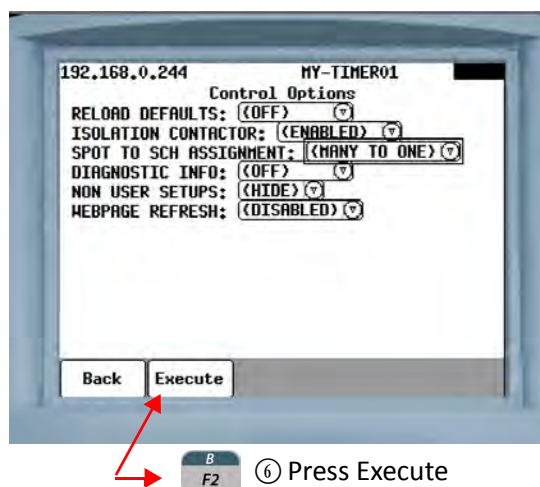 192.168.0.244 MY-TIMER01
Control Options
RELOAD DEFAULTS: (OFF)
ISOLATION CONTACTOR: (ENABLED)
SPOT TO SCH ASSIGNMENT: (MANY TO ONE)
DIAGNOSTIC INFO: (OFF)
NON USER SETUPS: (HIDE)
WEBPAGE REFRESH: (DISABLED)
Back Execute
B
F2 ⑥ Press Execute